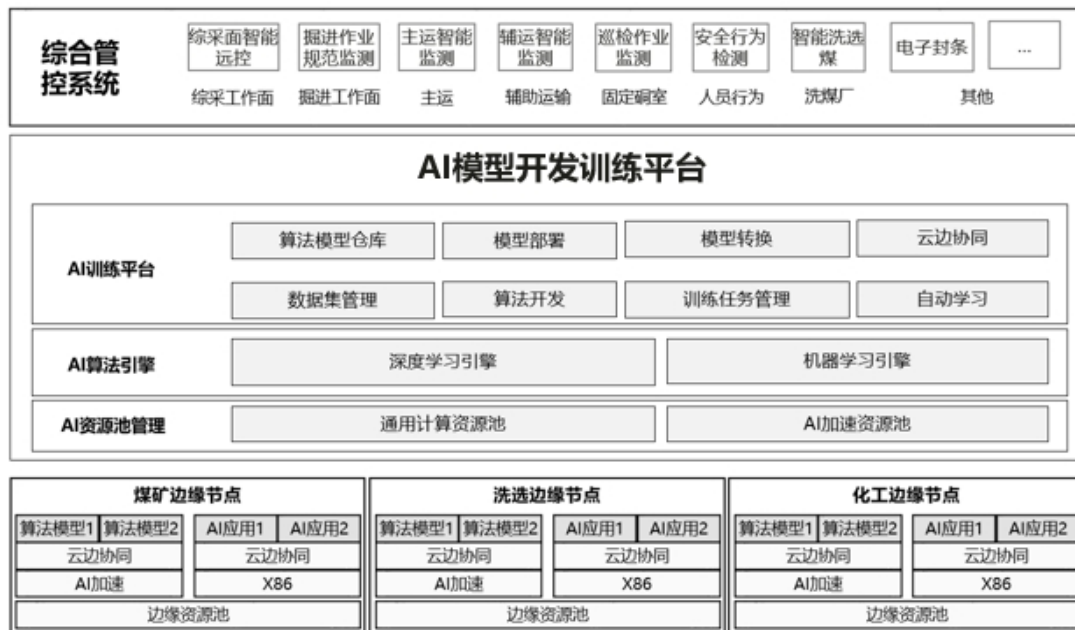 综合管
控系统
综采面智能
远控
掘进作业
规范监测
主运智能
监测
辅运智能
监测
巡检作业
监测
安全行为
检测
智能洗选
煤
电子封条
...
综采工作面
掘进工作面
主运
辅助运输
固定硐室
人员行为
洗煤厂
其他
AI模型开发训练平台
AI训练平台
算法模型仓库
模型部署
模型转换
云边协同
数据集管理
算法开发
训练任务管理
自动学习
AI算法引擎
深度学习引擎
机器学习引擎
AI资源池管理
通用计算资源池
AI加速资源池
煤矿边缘节点
算法模型1
算法模型2
AI应用1
AI应用2
云边协同
云边协同
AI加速
X86
边缘资源池
洗选边缘节点
算法模型1
算法模型2
AI应用1
AI应用2
云边协同
云边协同
AI加速
X86
边缘资源池
化工边缘节点
算法模型1
算法模型2
AI应用1
AI应用2
云边协同
云边协同
AI加速
X86
边缘资源池